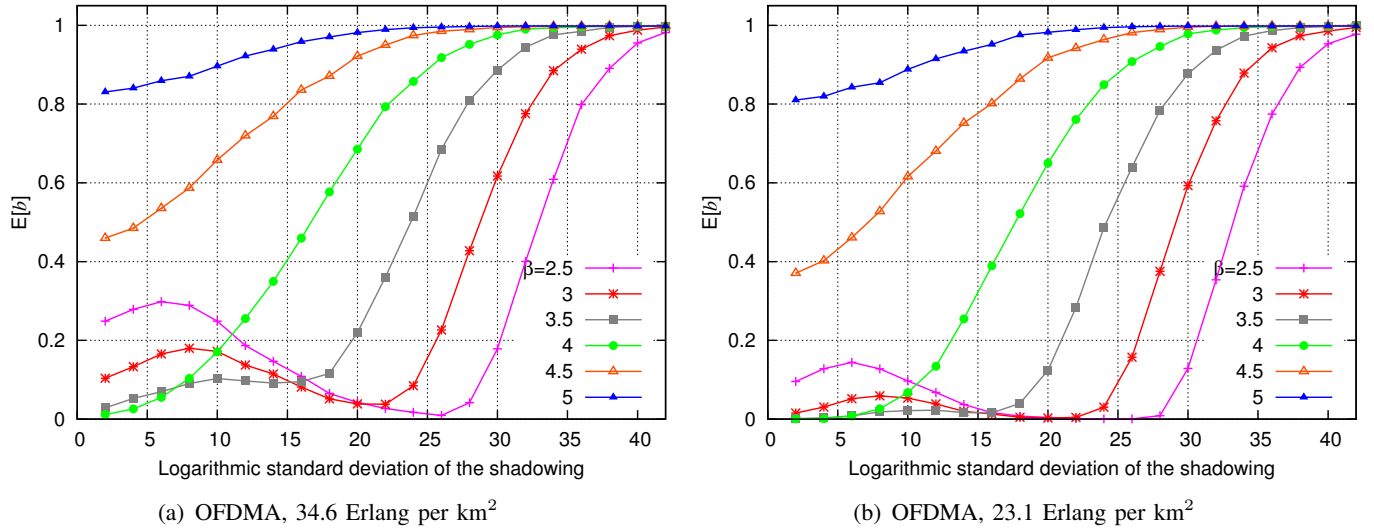 1
0.8
0.6
0.4
0.2
0
0 5 10 15 20 25 30 35 40
E[b]
β=2.5
3
3.5
4
4.5
5
Logarithmic standard deviation of the shadowing
(a) OFDMA, 34.6 Erlang per km²
1
0.8
0.6
0.4
0.2
0
0 5 10 15 20 25 30 35 40
E[b]
β=2.5
3
3.5
4
4.5
5
Logarithmic standard deviation of the shadowing
(b) OFDMA, 23.1 Erlang per km²